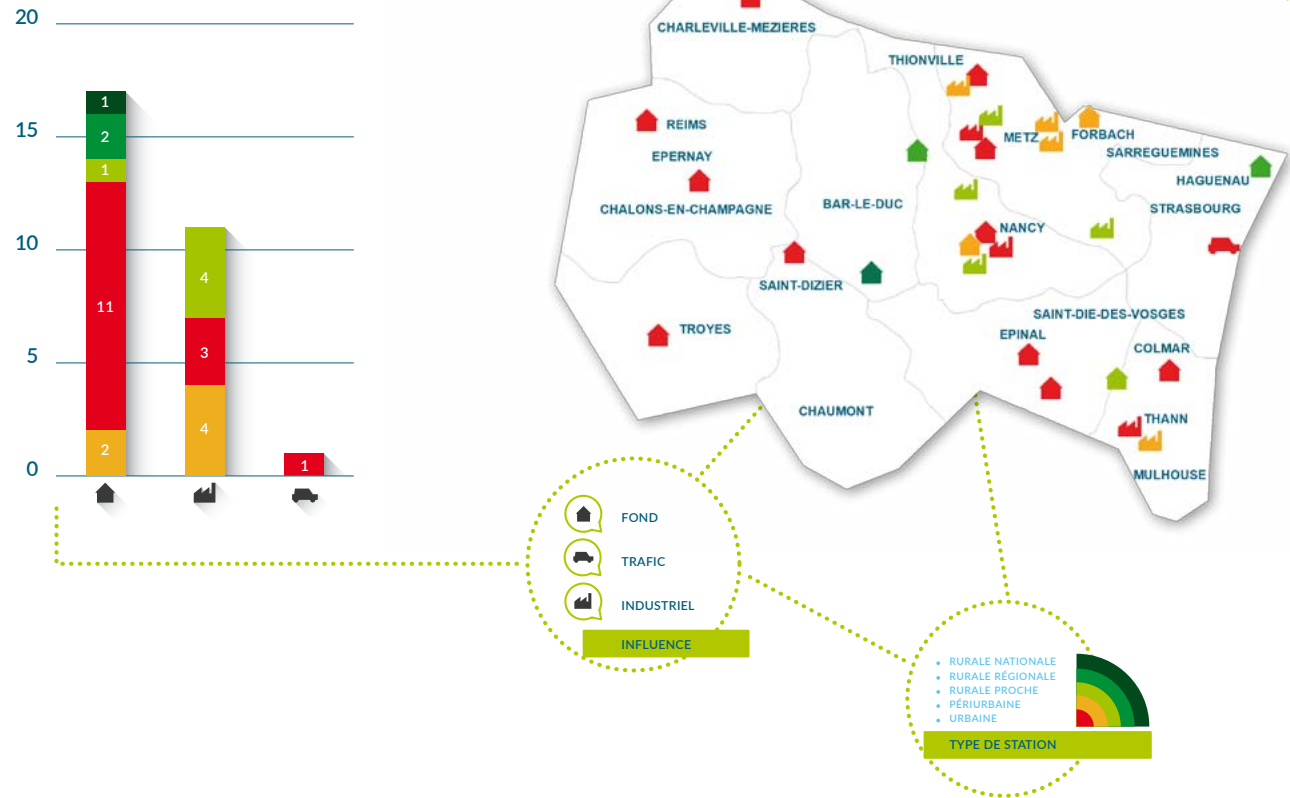 20
15
10
5
0
1
2
1
11
2
4
3
4
1
CHARLEVILLE-MEZIERES
THIONVILLE
REIMS
METZ
FORBACH
EPERNAY
SARREGUEMINES
HAGUENAU
CHALONS-EN-CHAMPAGNE
BAR-LE-DUC
STRASBOURG
NANCY
SAINT-DIZIER
SAINT-DIE-DES-VOSGES
TROYES
EPINAL
COLMAR
CHAUMONT
THANN
MULHOUSE
FOND
TRAFIC
INDUSTRIEL
INFLUENCE
• RURALE NATIONALE
• RURALE RÉGIONALE
• RURALE PROCHE
• PÉRIURBAINE
• URBAINE
TYPE DE STATION